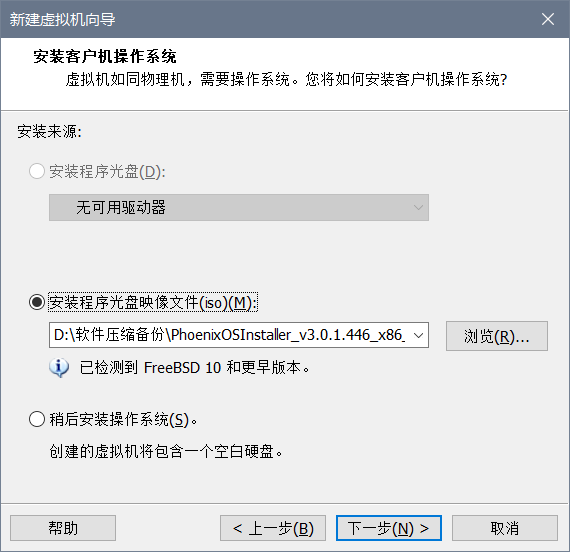 新建虚拟机向导
安装客户机操作系统
虚拟机如同物理机，需要操作系统。您将如何安装客户机操作系统?
安装来源:
安装程序光盘(D):
无可用驱动器
安装程序光盘映像文件(iso)(M):
D:\软件压缩备份\PhoenixOSInstaller_v3.0.1.446_x86_
浏览(R)...
已检测到 FreeBSD 10 和更早版本。
稍后安装操作系统(S)。
创建的虚拟机将包含一个空白硬盘。
帮助
< 上一步(B)
下一步(N) >
取消